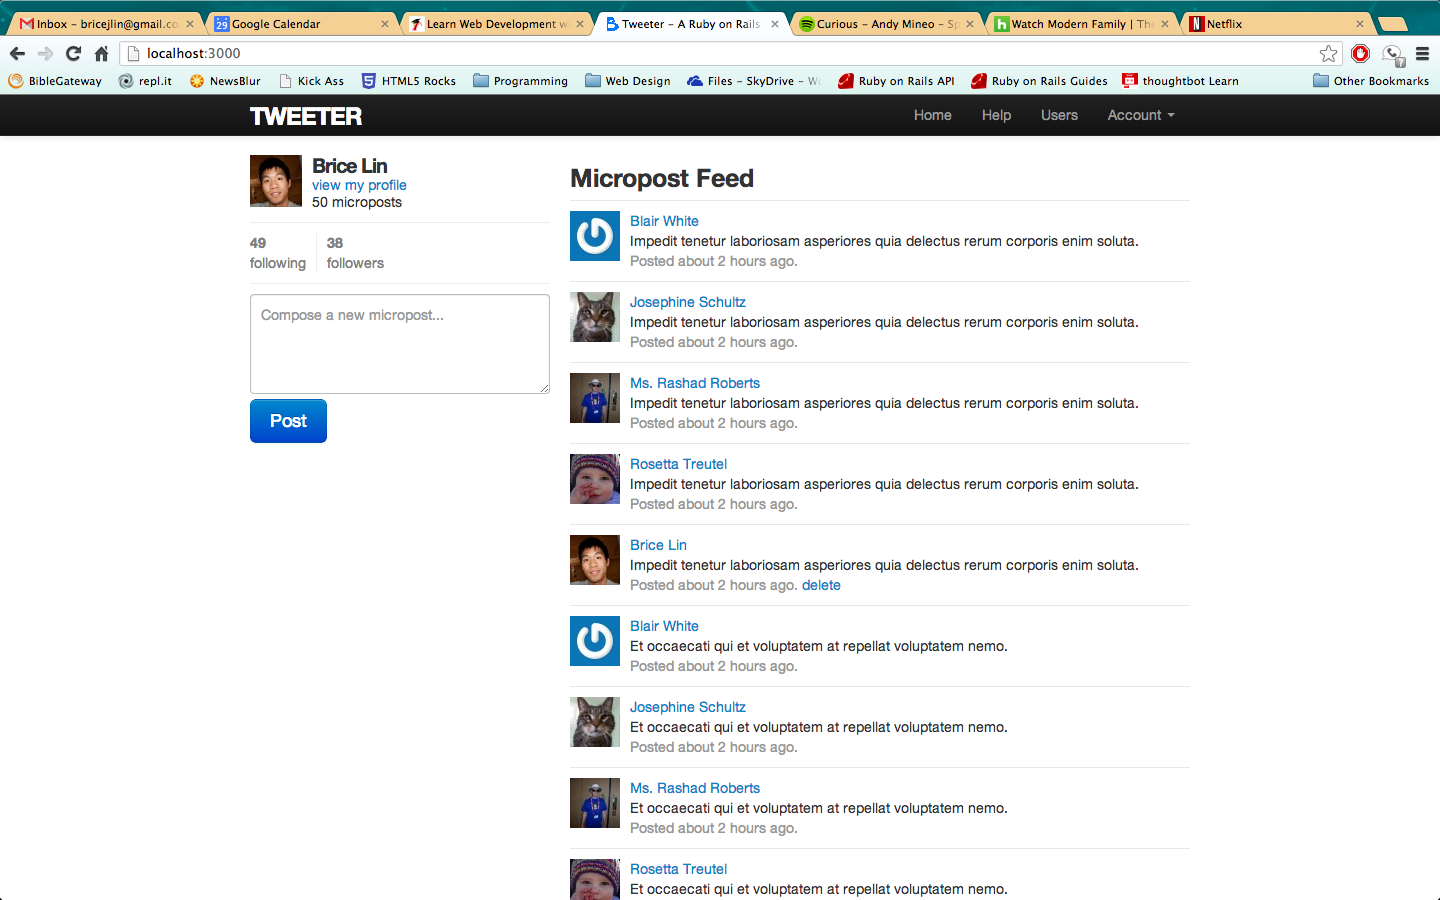 Inbox – bricejlin@gmail.co
Google Calendar
Learn Web Development w
Tweeter – A Ruby on Rails
Curious – Andy Mineo – Sp
Watch Modern Family | The
Netflix
localhost:3000
BibleGateway
repl.it
NewsBlur
Kick Ass
HTML5 Rocks
Programming
Web Design
Files – SkyDrive – Wo
Ruby on Rails API
Ruby on Rails Guides
thoughtbot Learn
Other Bookmarks
TWEETER
Home
Help
Users
Account
Brice Lin
view my profile
50 microposts
49
following
38
followers
Compose a new micropost...
Post
Micropost Feed
Blair White
Impedit tenetur laboriosam asperiores quia delectus rerum corporis enim soluta.
Posted about 2 hours ago.
Josephine Schultz
Impedit tenetur laboriosam asperiores quia delectus rerum corporis enim soluta.
Posted about 2 hours ago.
Ms. Rashad Roberts
Impedit tenetur laboriosam asperiores quia delectus rerum corporis enim soluta.
Posted about 2 hours ago.
Rosetta Treutel
Impedit tenetur laboriosam asperiores quia delectus rerum corporis enim soluta.
Posted about 2 hours ago.
Brice Lin
Impedit tenetur laboriosam asperiores quia delectus rerum corporis enim soluta.
Posted about 2 hours ago. delete
Blair White
Et occaecati qui et voluptatem at repellat voluptatem nemo.
Posted about 2 hours ago.
Josephine Schultz
Et occaecati qui et voluptatem at repellat voluptatem nemo.
Posted about 2 hours ago.
Ms. Rashad Roberts
Et occaecati qui et voluptatem at repellat voluptatem nemo.
Posted about 2 hours ago.
Rosetta Treutel
Et occaecati qui et voluptatem at repellat voluptatem nemo.